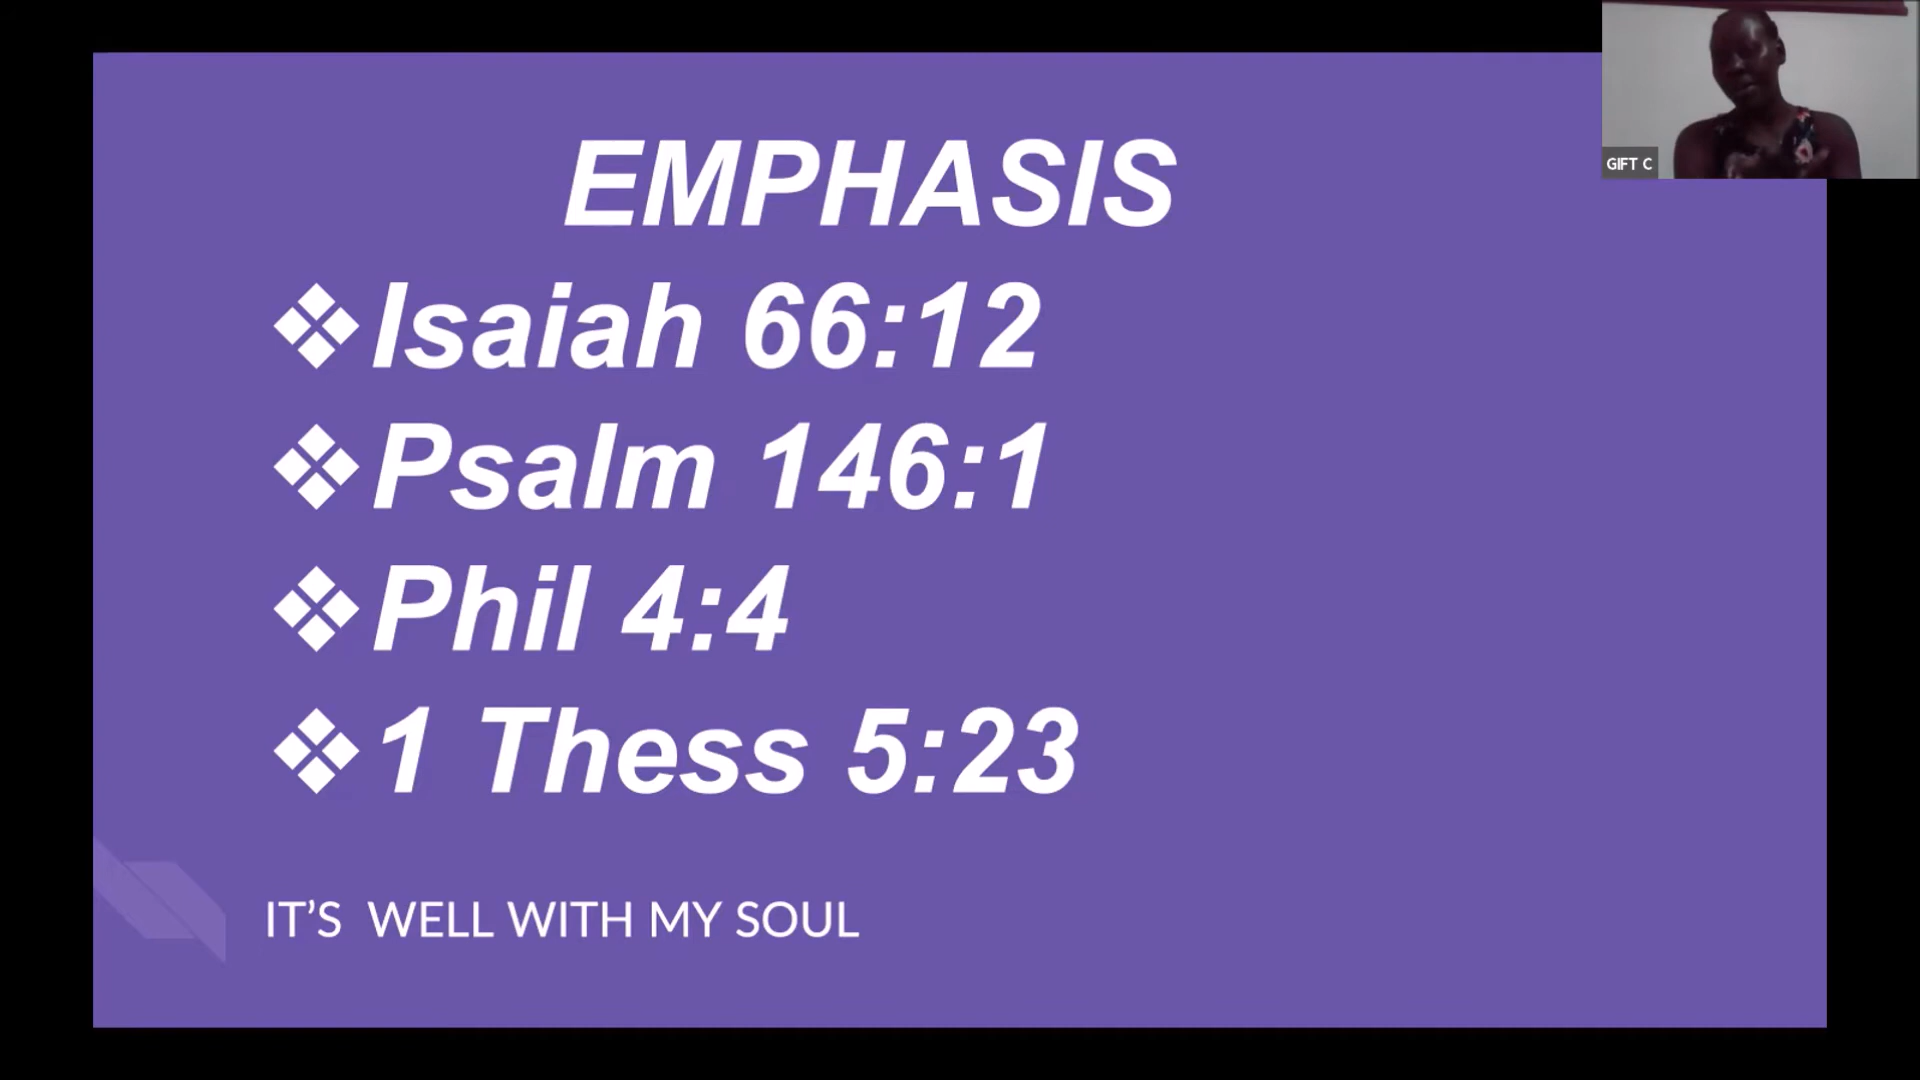 EMPHASIS
❖Isaiah 66:12
❖Psalm 146:1
❖Phil 4:4
❖1 Thess 5:23
IT’S  WELL WITH MY SOUL
GIFT C